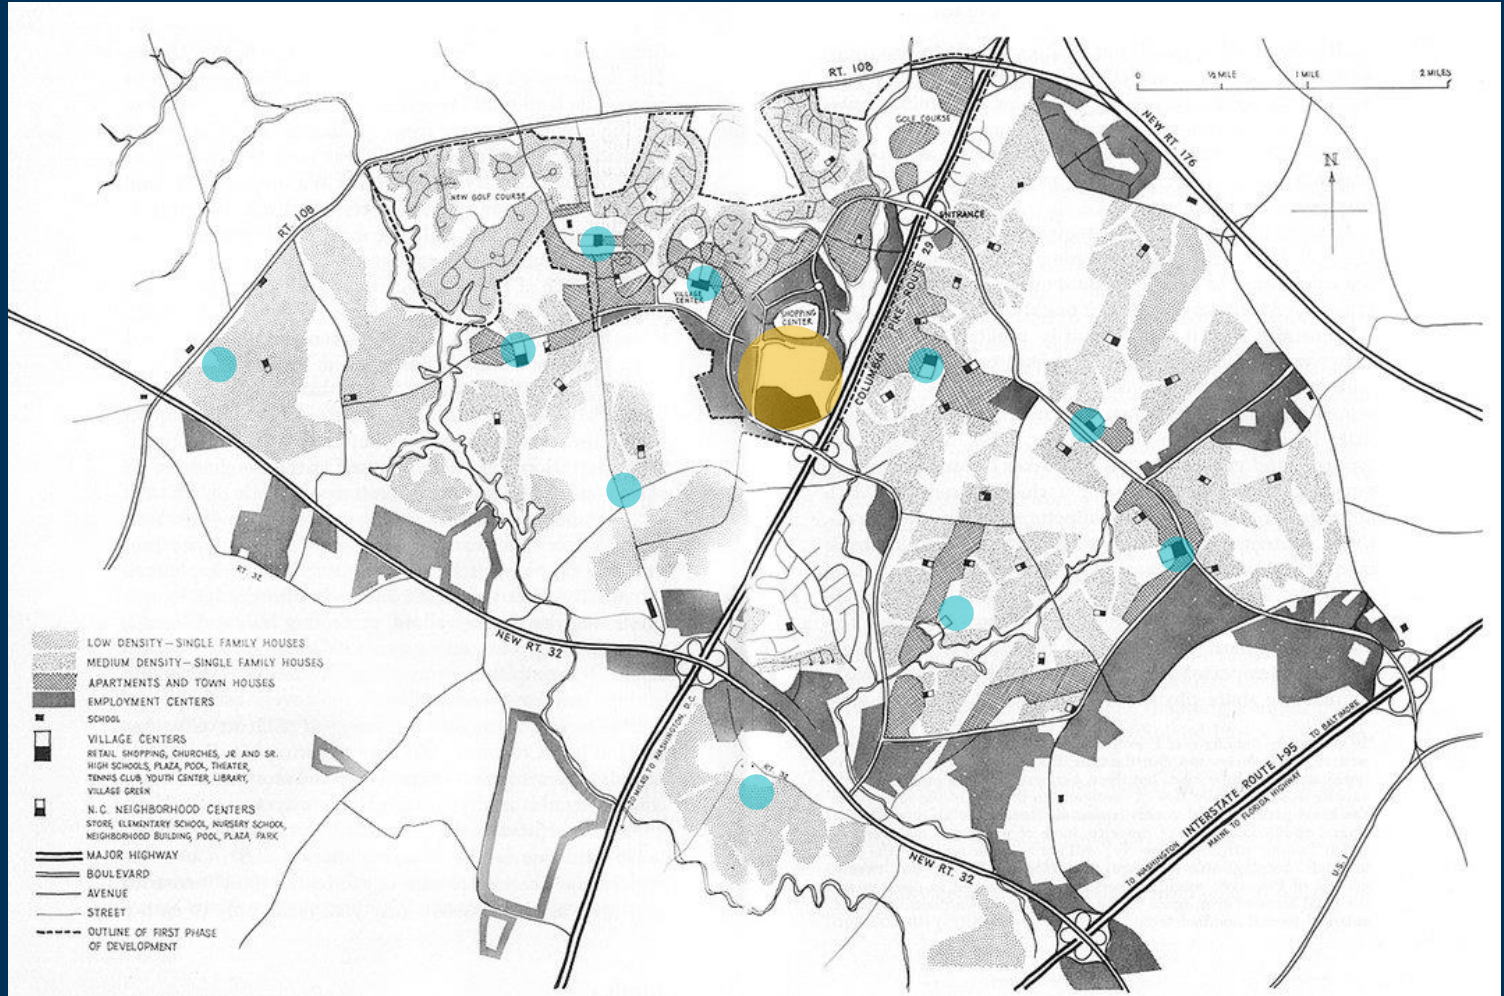 RT. 108
0 ½ MILE 1 MILE 2 MILES
GOLF COURSE
NEW RT. 176
N
NEW GOLF COURSE
RT. 108
ENTRANCE
VILLAGE
CENTER
SHOPPING
CENTER
COLUMBIA PIKE ROUTE 29
RT. 32
NEW RT. 32
20 MILES TO WASHINGTON, D.C.
RT. 32
NEW RT. 32
TO BALTIMORE
INTERSTATE ROUTE I-95
MAINE TO FLORIDA HIGHWAY
TO WASHINGTON
U.S. 1
LOW DENSITY—SINGLE FAMILY HOUSES
MEDIUM DENSITY—SINGLE FAMILY HOUSES
APARTMENTS AND TOWN HOUSES
EMPLOYMENT CENTERS
SCHOOL
VILLAGE CENTERS
RETAIL SHOPPING, CHURCHES, JR. AND SR.
HIGH SCHOOLS, PLAZA, POOL, THEATER,
TENNIS CLUB, YOUTH CENTER, LIBRARY,
VILLAGE GREEN
N.C. NEIGHBORHOOD CENTERS
STORE, ELEMENTARY SCHOOL, NURSERY SCHOOL,
NEIGHBORHOOD BUILDING, POOL, PLAZA, PARK
MAJOR HIGHWAY
BOULEVARD
AVENUE
STREET
OUTLINE OF FIRST PHASE
OF DEVELOPMENT